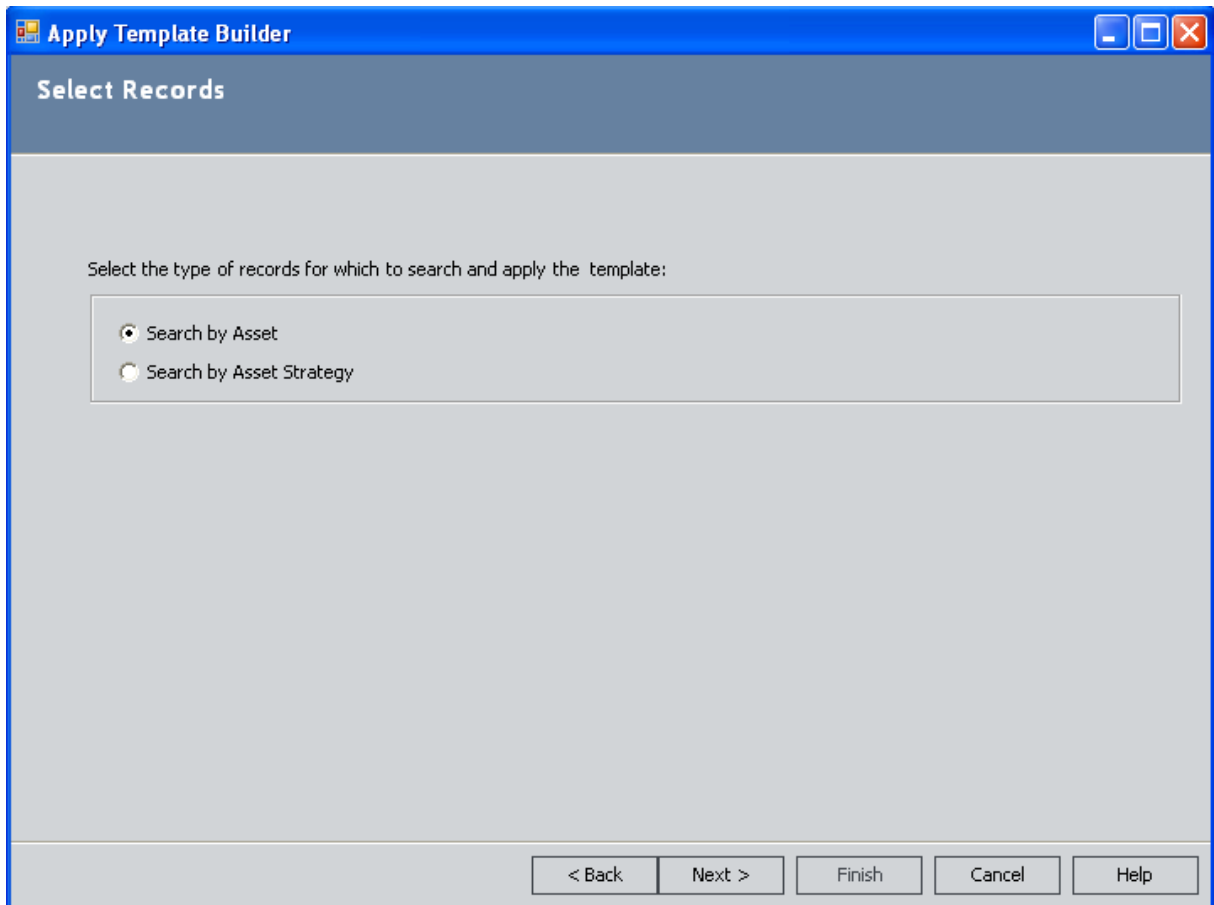 Apply Template Builder
Select Records
Select the type of records for which to search and apply the template:
Search by Asset
Search by Asset Strategy
< Back Next > Finish Cancel Help